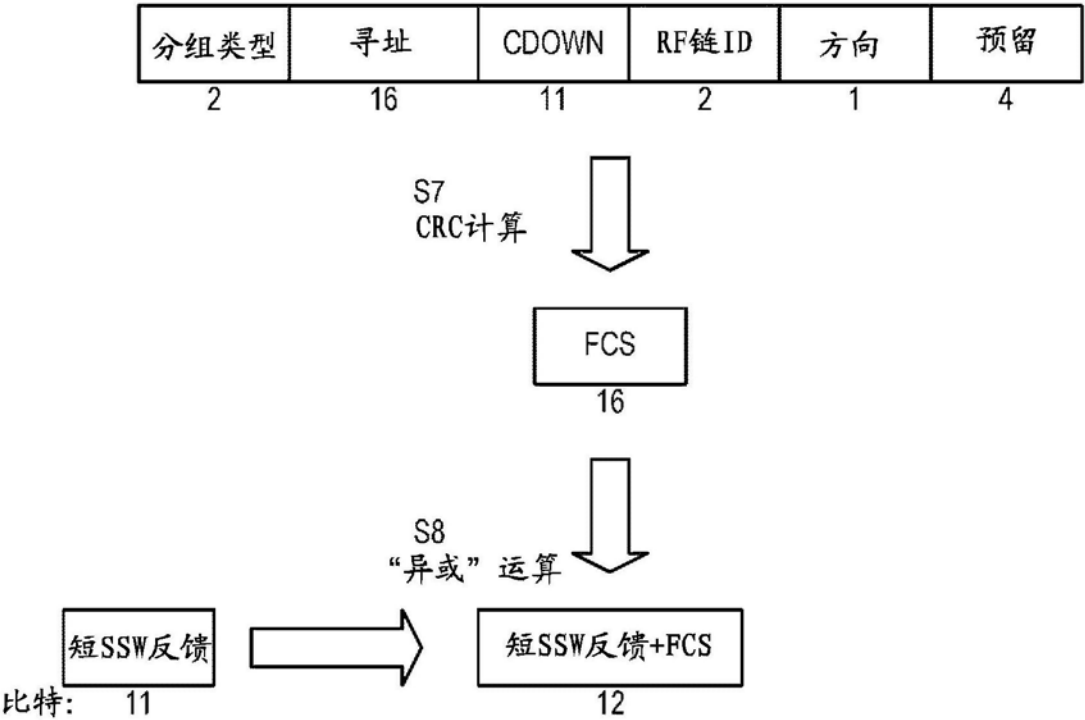 分组类型 寻址 CDOWN RF链ID 方向 预留
2 16 11 2 1 4
S7
CRC计算
FCS
16
S8
“异或”运算
短SSW反馈 短SSW反馈+FCS
比特： 11 12